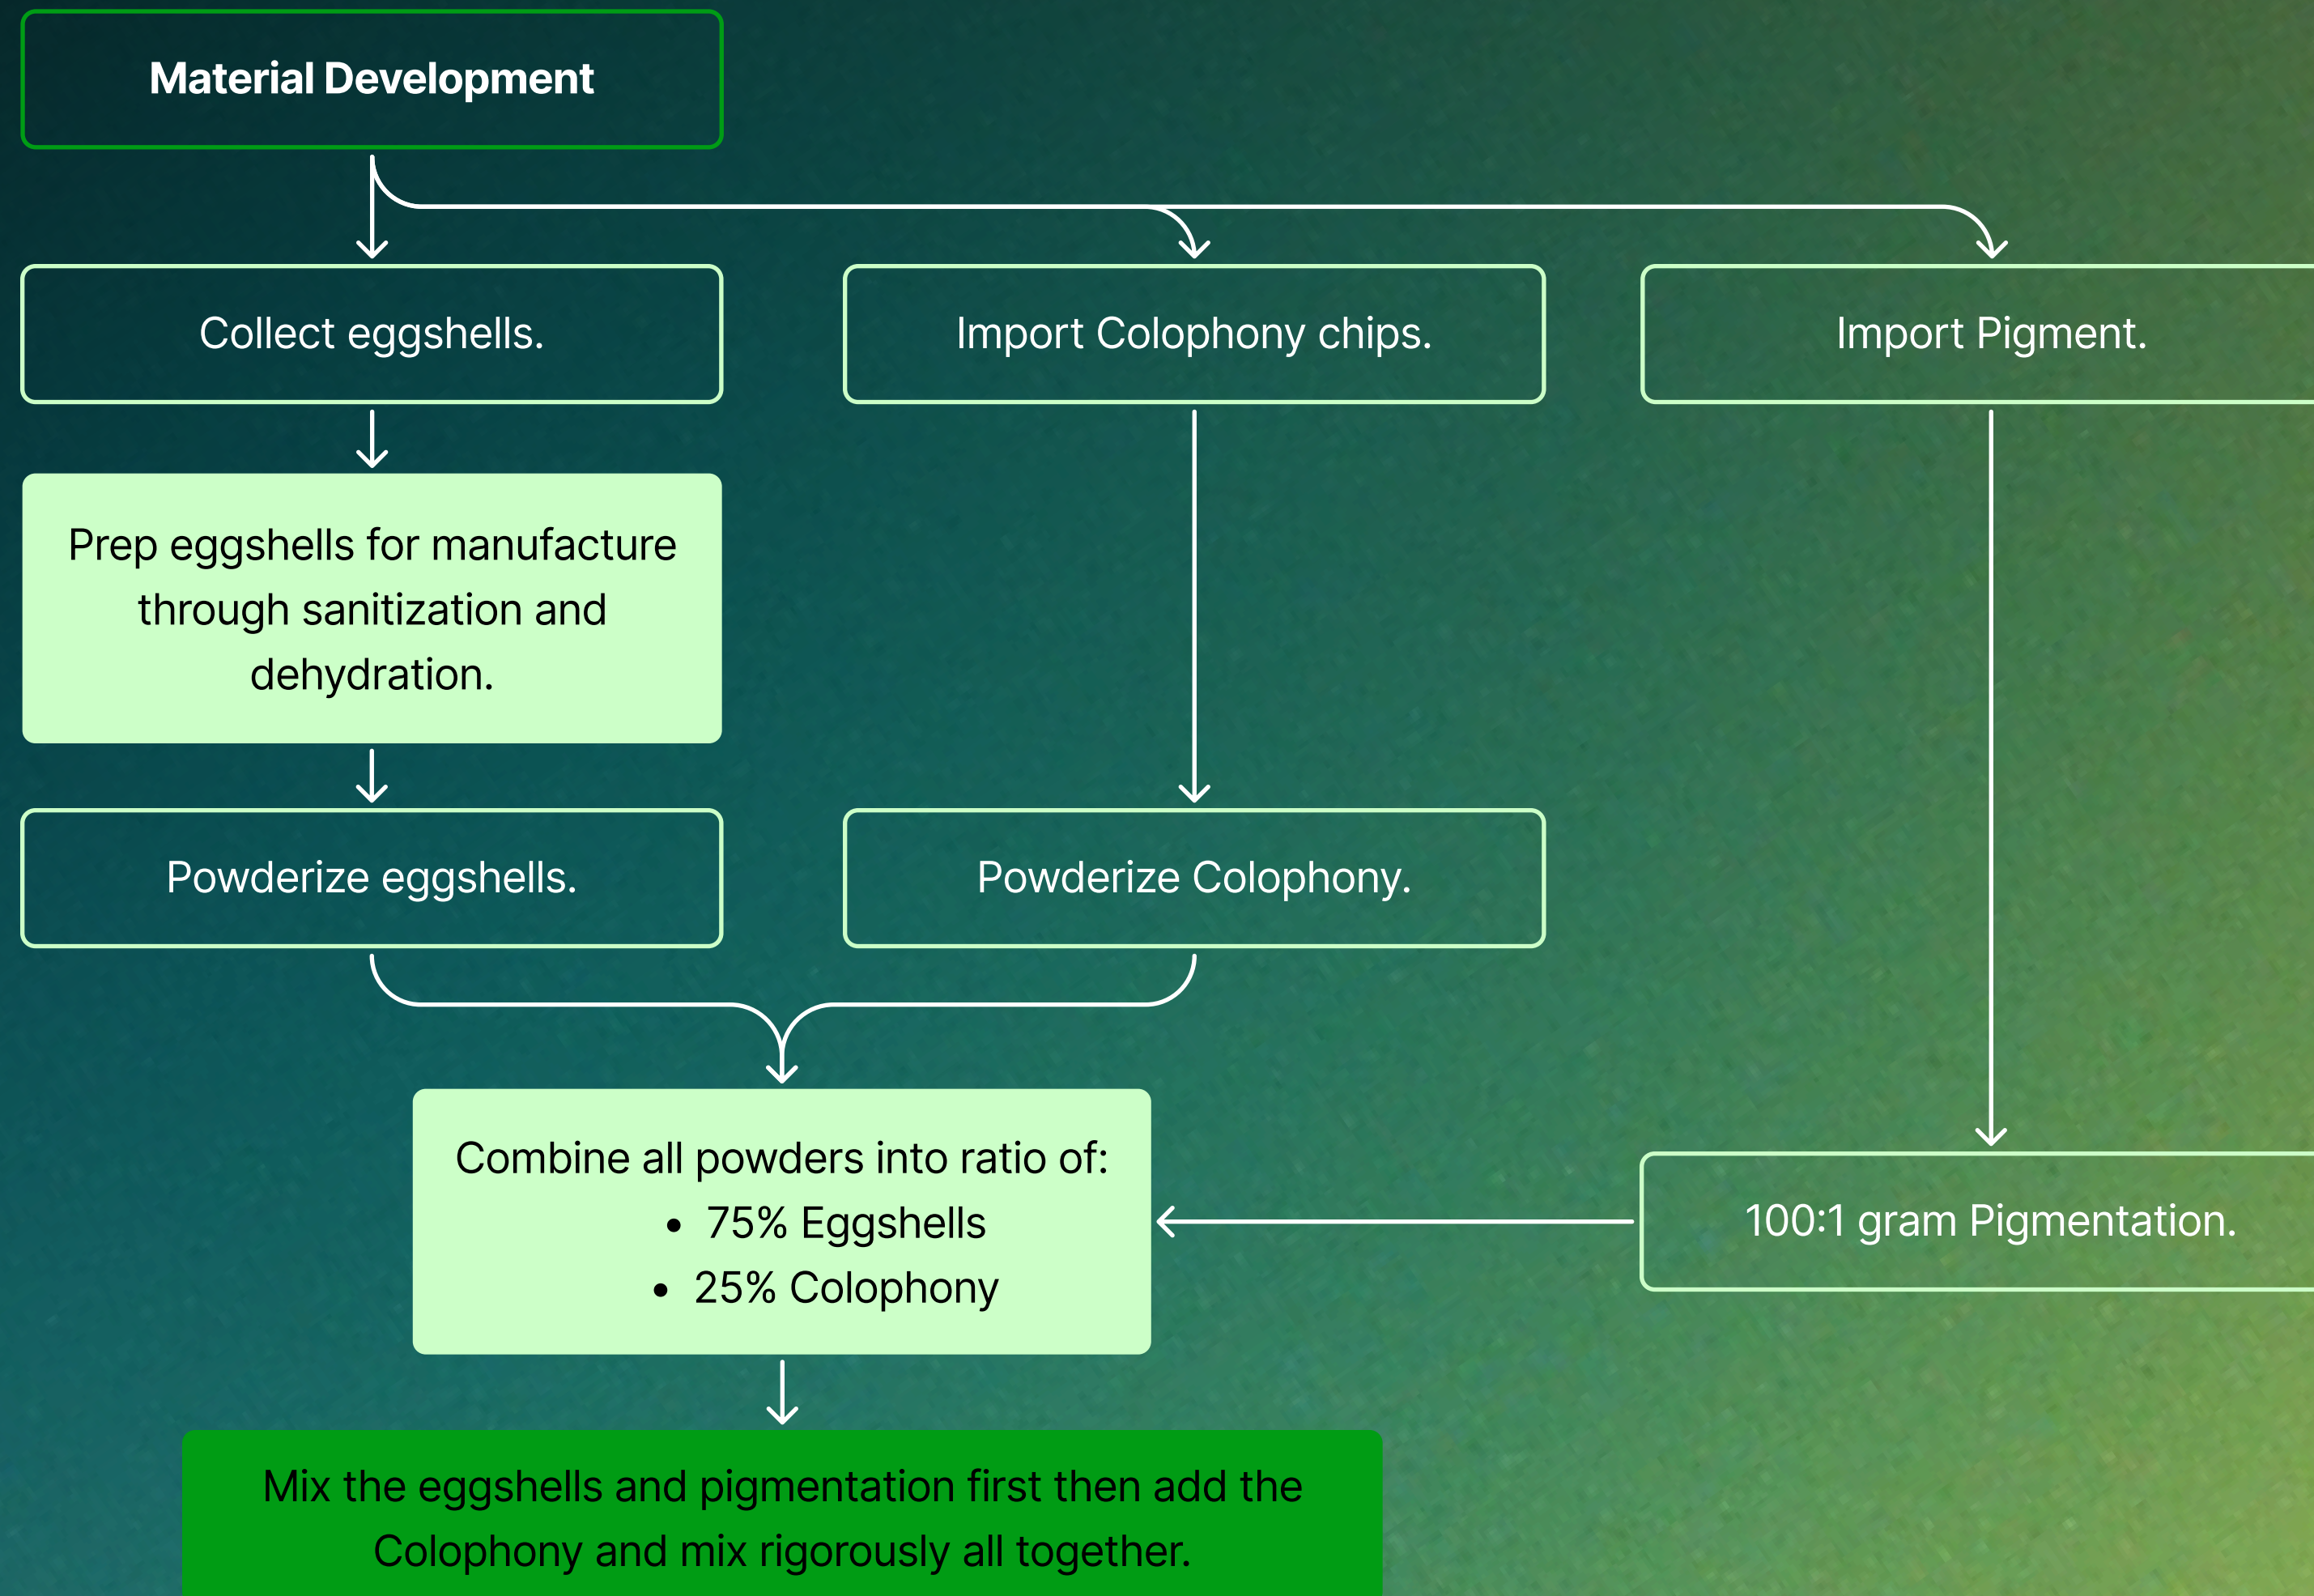 Material Development
Collect eggshells.
Import Colophony chips.
Import Pigment.
Prep eggshells for manufacture
through sanitization and
dehydration.
Powderize eggshells.
Powderize Colophony.
Combine all powders into ratio of:
• 75% Eggshells
• 25% Colophony
100:1 gram Pigmentation.
Mix the eggshells and pigmentation first then add the
Colophony and mix rigorously all together.